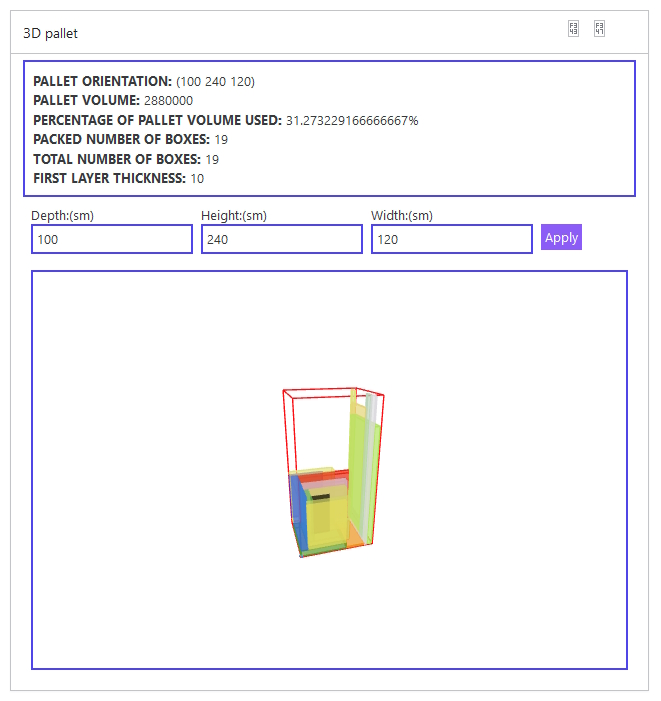 3D pallet
PALLET ORIENTATION: (100 240 120)
PALLET VOLUME: 2880000
PERCENTAGE OF PALLET VOLUME USED: 31.273229166666667%
PACKED NUMBER OF BOXES: 19
TOTAL NUMBER OF BOXES: 19
FIRST LAYER THICKNESS: 10
Depth:(sm) Height:(sm) Width:(sm)
100 240 120 Apply